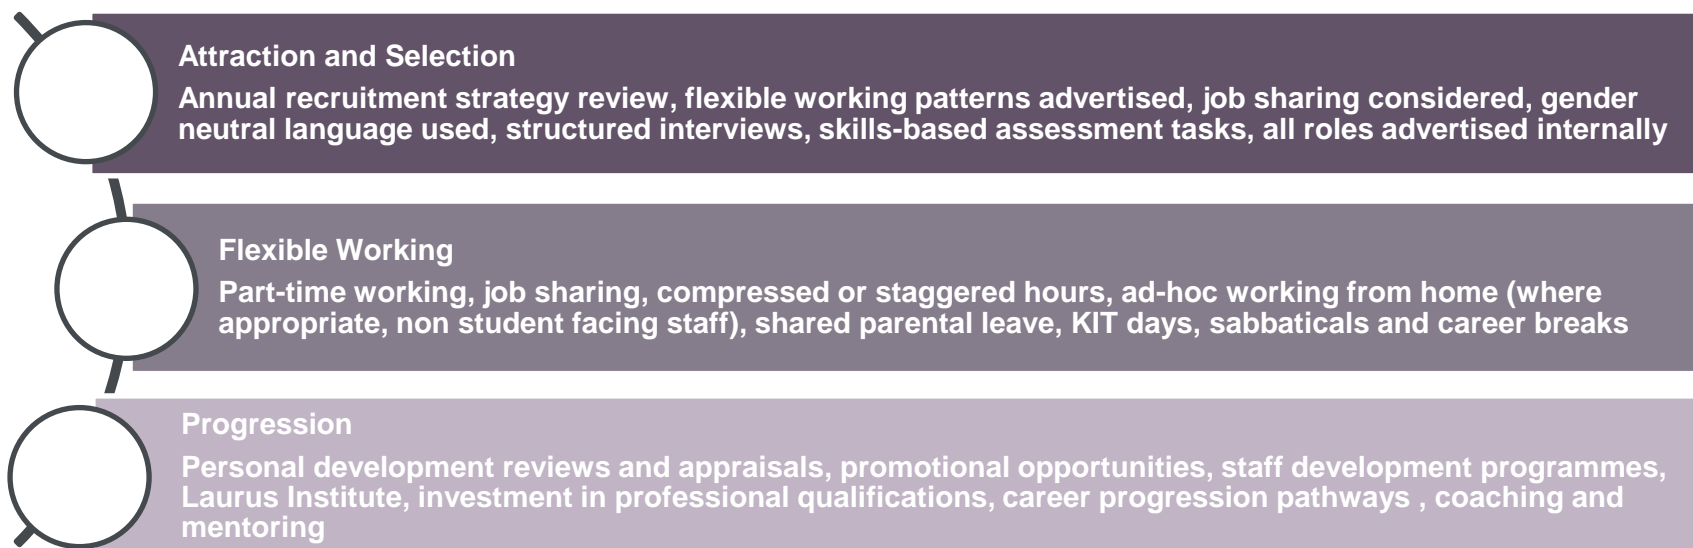 Attraction and Selection
Annual recruitment strategy review, flexible working patterns advertised, job sharing considered, gender
neutral language used, structured interviews, skills-based assessment tasks, all roles advertised internally
Flexible Working
Part-time working, job sharing, compressed or staggered hours, ad-hoc working from home (where
appropriate, non student facing staff), shared parental leave, KIT days, sabbaticals and career breaks
Progression
Personal development reviews and appraisals, promotional opportunities, staff development programmes,
Laurus Institute, investment in professional qualifications, career progression pathways , coaching and
mentoring